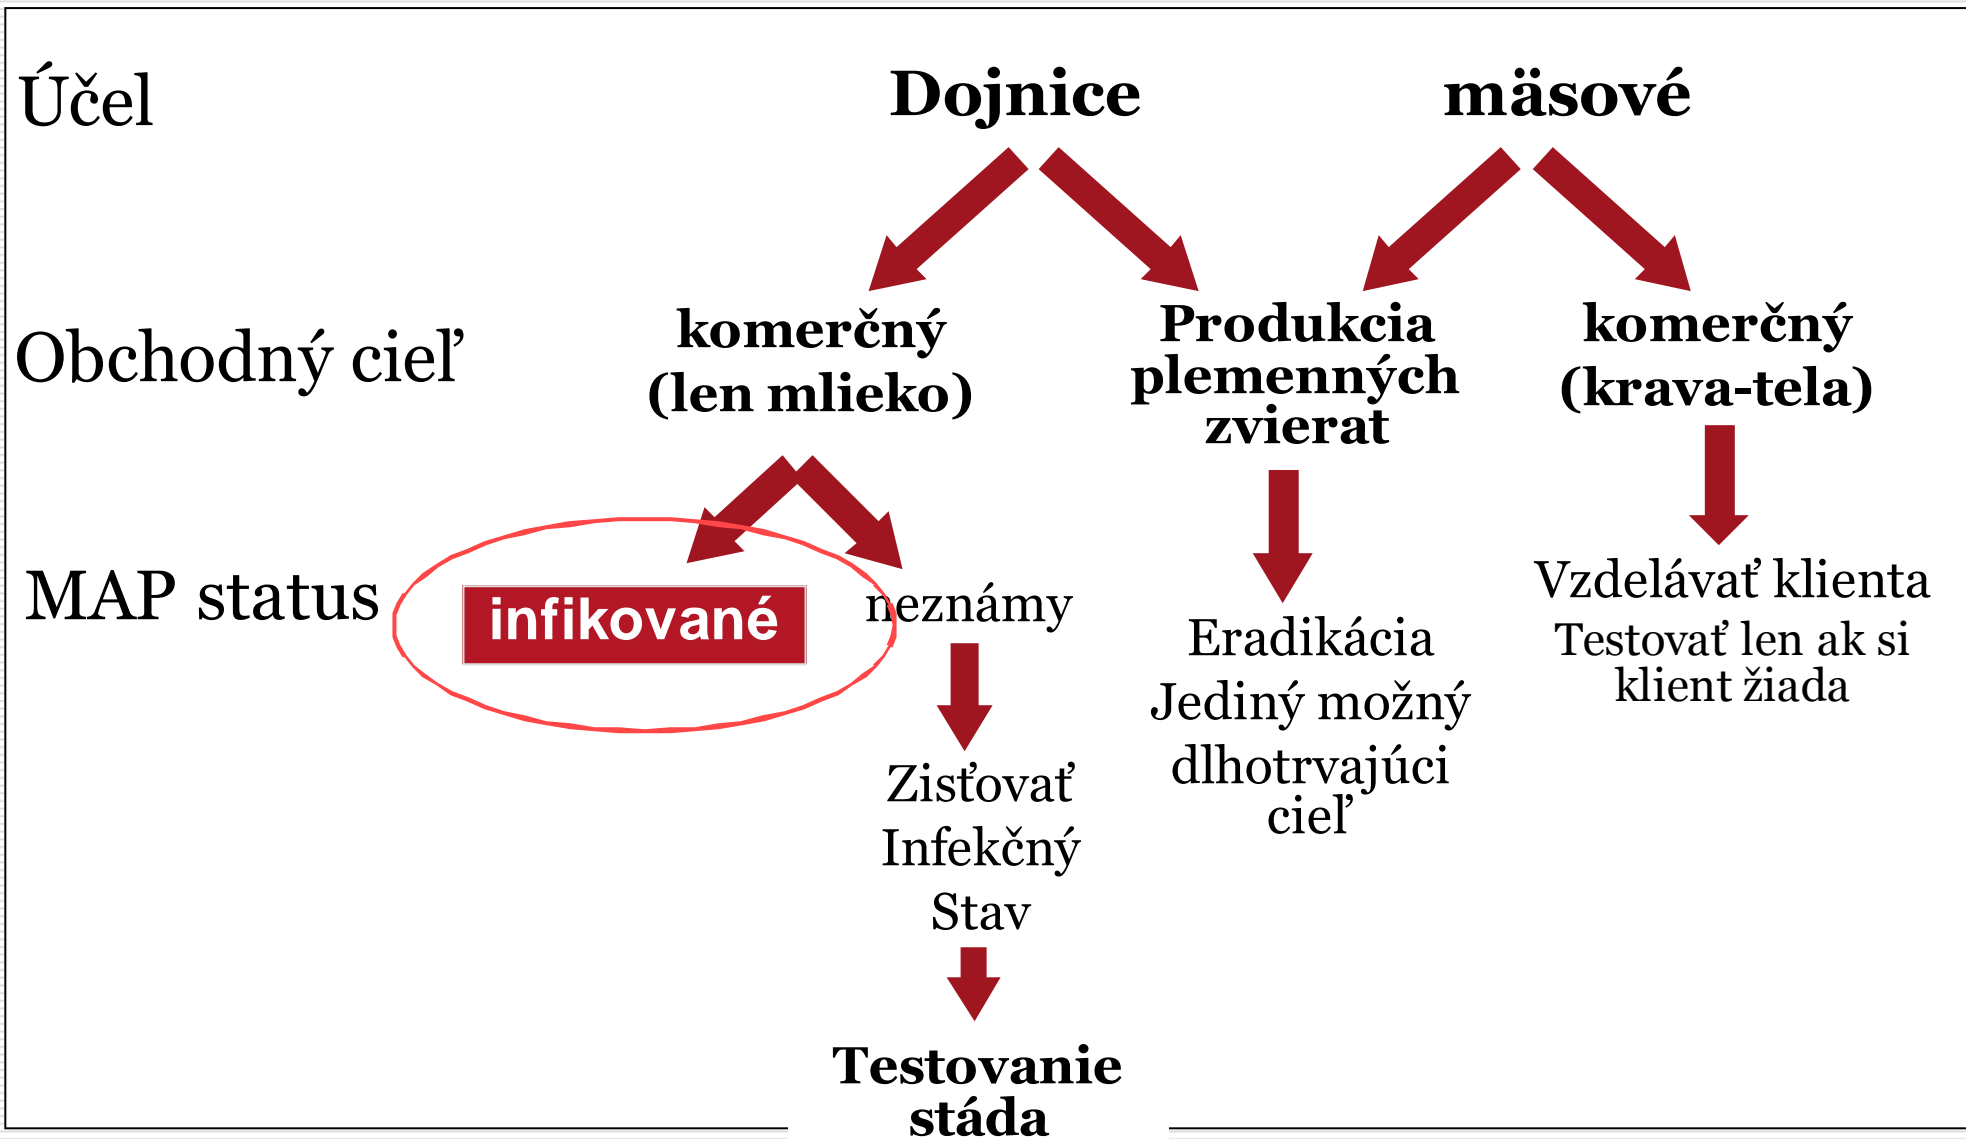 Účel
Dojnice
mäsové
Obchodný cieľ
komerčný
(len mlieko)
Produkcia
plemenných
zvierat
komerčný
(krava-tela)
MAP status
infikované
neznámy
Zisťovať
Infekčný
Stav
Testovanie
stáda
Eradikácia
Jediný možný
dlhotrvajúci
cieľ
Vzdelávať klienta
Testovať len ak si
klient žiada